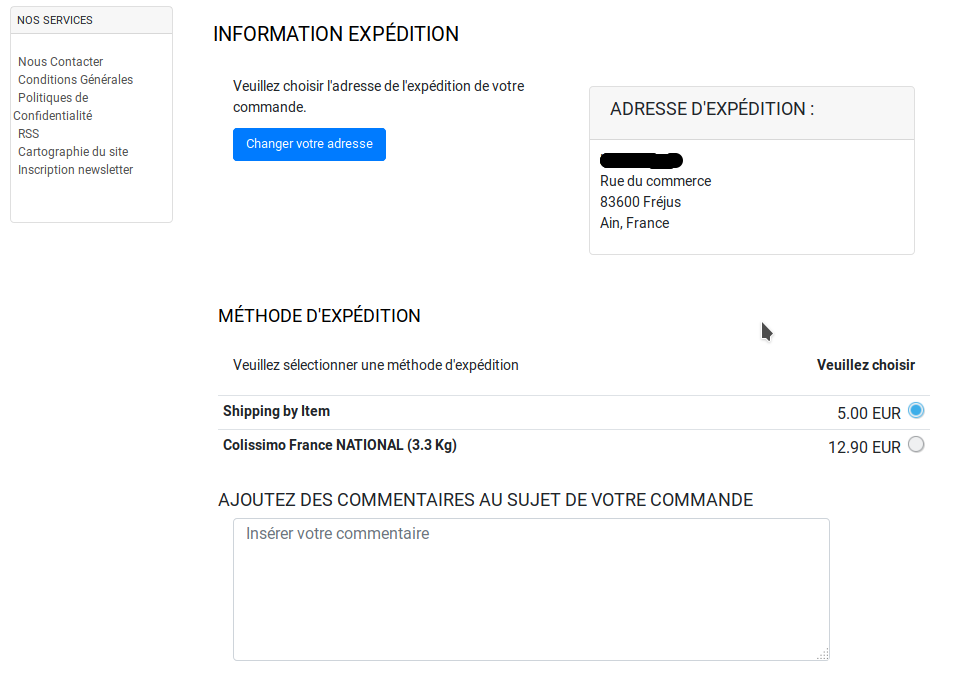 NOS SERVICES
Nous Contacter
Conditions Générales
Politiques de
Confidentialité
RSS
Cartographie du site
Inscription newsletter
INFORMATION EXPÉDITION
Veuillez choisir l'adresse de l'expédition de votre
commande.
Changer votre adresse
ADRESSE D'EXPÉDITION :
Rue du commerce
83600 Fréjus
Ain, France
MÉTHODE D'EXPÉDITION
Veuillez sélectionner une méthode d'expédition Veuillez choisir
Shipping by Item 5.00 EUR
Colissimo France NATIONAL (3.3 Kg) 12.90 EUR
AJOUTEZ DES COMMENTAIRES AU SUJET DE VOTRE COMMANDE
Insérer votre commentaire